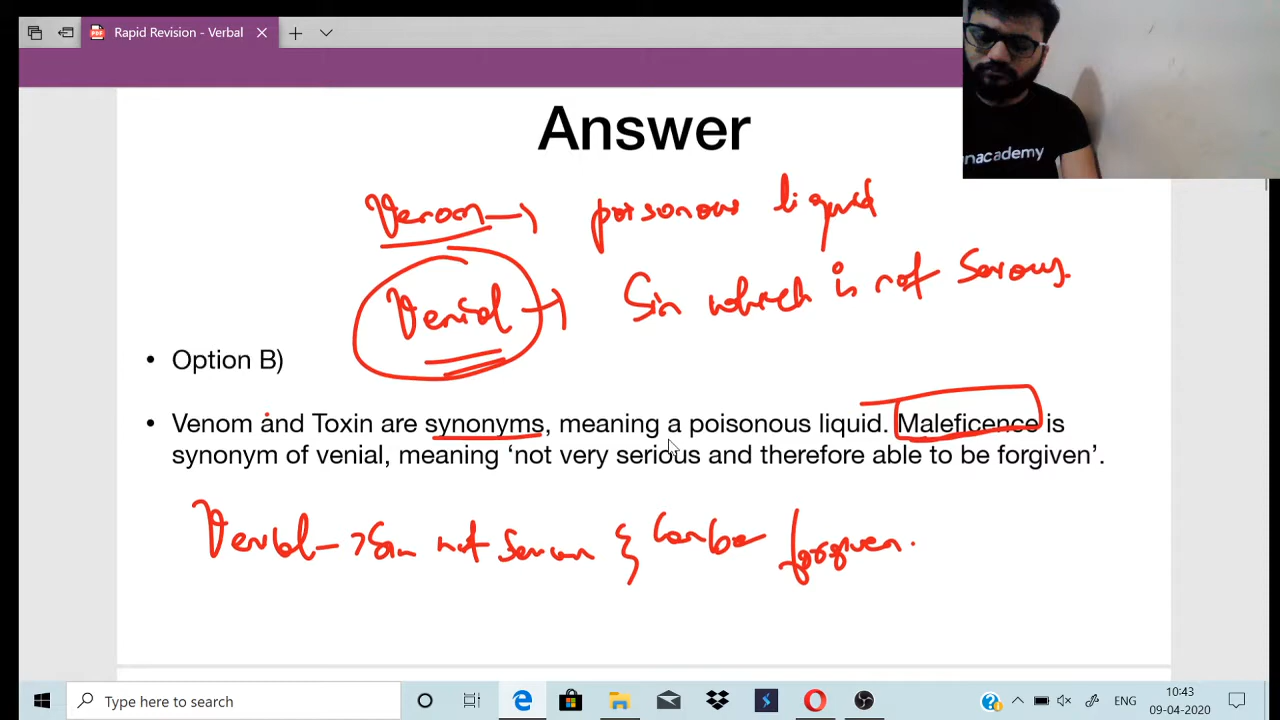 Rapid Revision - Verbal
Answer
unacademy
Venom → poisonous liquid
Venial → Sin which is not Serous.
• Option B)
• Venom and Toxin are synonyms, meaning a poisonous liquid. Maleficence is
synonym of venial, meaning ‘not very serious and therefore able to be forgiven’.
Venial → Sin not Serious & Can be forgiven.
Type here to search
ENG
10:43
09-04-2020